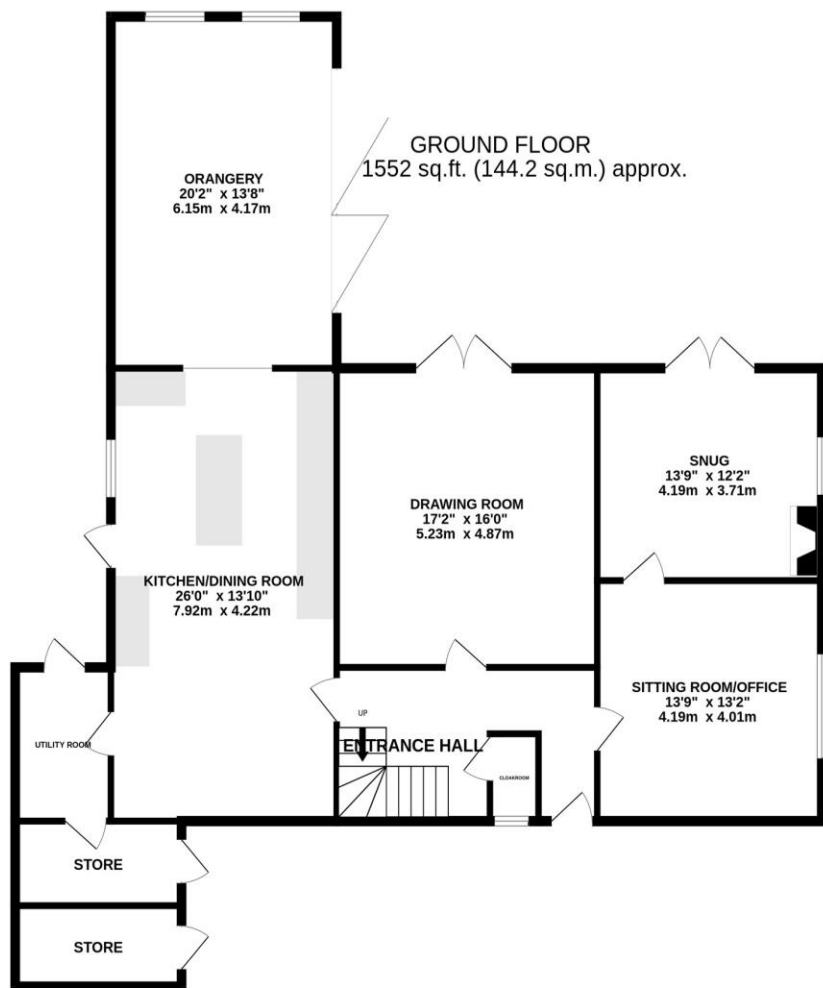 GROUND FLOOR
1552 sq.ft. (144.2 sq.m.) approx.
ORANGERY
20'2" x 13'8"
6.15m x 4.17m
SNUG
13'9" x 12'2"
4.19m x 3.71m
DRAWING ROOM
17'2" x 16'0"
5.23m x 4.87m
KITCHEN/DINING ROOM
26'0" x 13'10"
7.92m x 4.22m
SITTING ROOM/OFFICE
13'9" x 13'2"
4.19m x 4.01m
UP
UTILITY ROOM
ENTRANCE HALL
CLOAKROOM
STORE
STORE